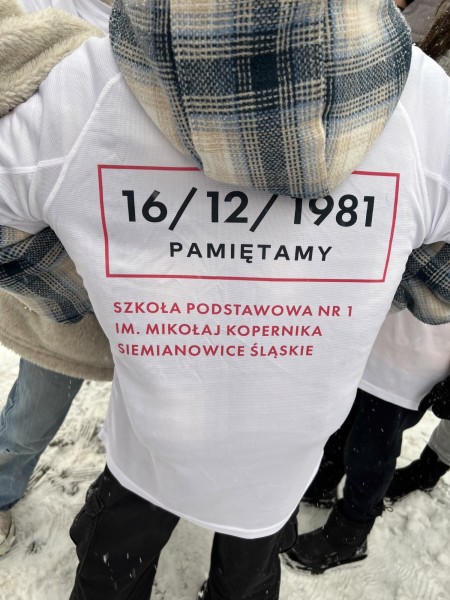 16/12/1981
PAMIĘTAMY
SZKOŁA PODSTAWOWA NR 1
IM. MIKOŁAJ KOPERNIKA
SIEMIANOWICE ŚLĄSKIE